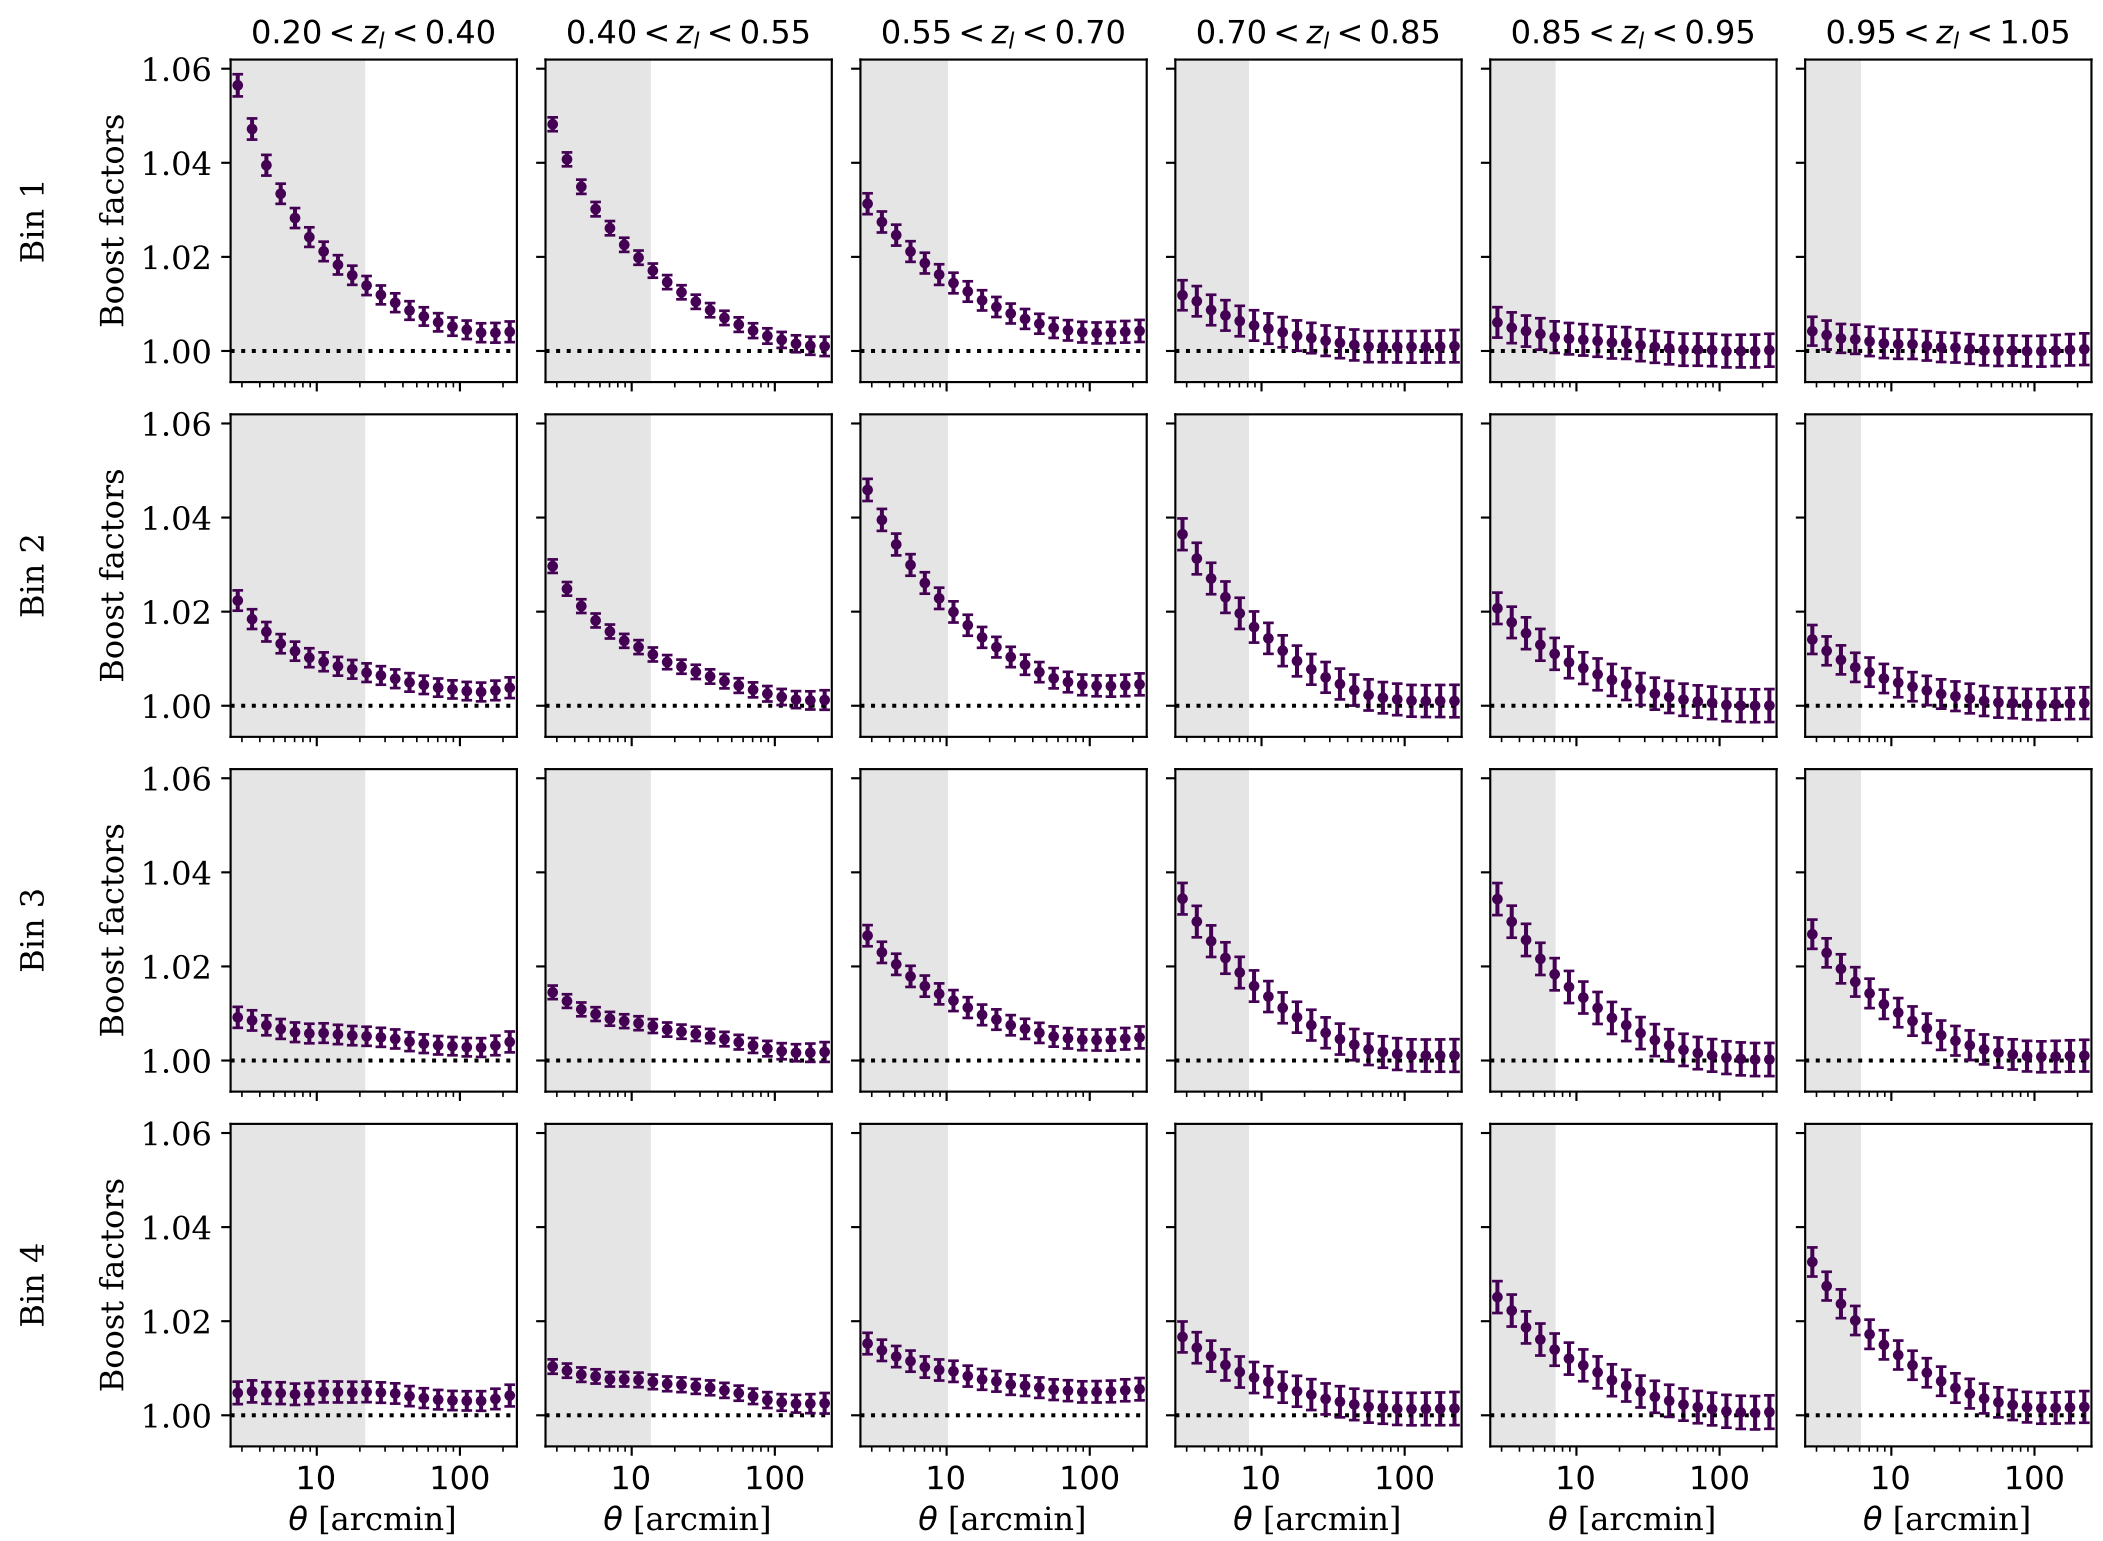 0.20 < z_l < 0.40 0.40 < z_l < 0.55 0.55 < z_l < 0.70 0.70 < z_l < 0.85 0.85 < z_l < 0.95 0.95 < z_l < 1.05
Bin 1
Boost factors
1.06
1.04
1.02
1.00
Bin 2
Boost factors
1.06
1.04
1.02
1.00
Bin 3
Boost factors
1.06
1.04
1.02
1.00
Bin 4
Boost factors
1.06
1.04
1.02
1.00
10 100 10 100 10 100 10 100 10 100 10 100
θ [arcmin] θ [arcmin] θ [arcmin] θ [arcmin] θ [arcmin] θ [arcmin]